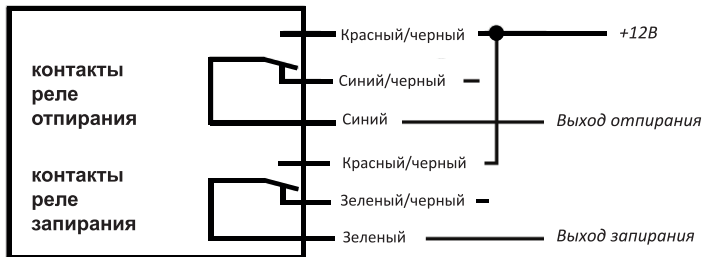 Красный/черный
+12В
контакты
реле
отпирания
Синий/черный
Синий
Выход отпирания
Красный/черный
контакты
реле
запирания
Зеленый/черный
Зеленый
Выход запирания